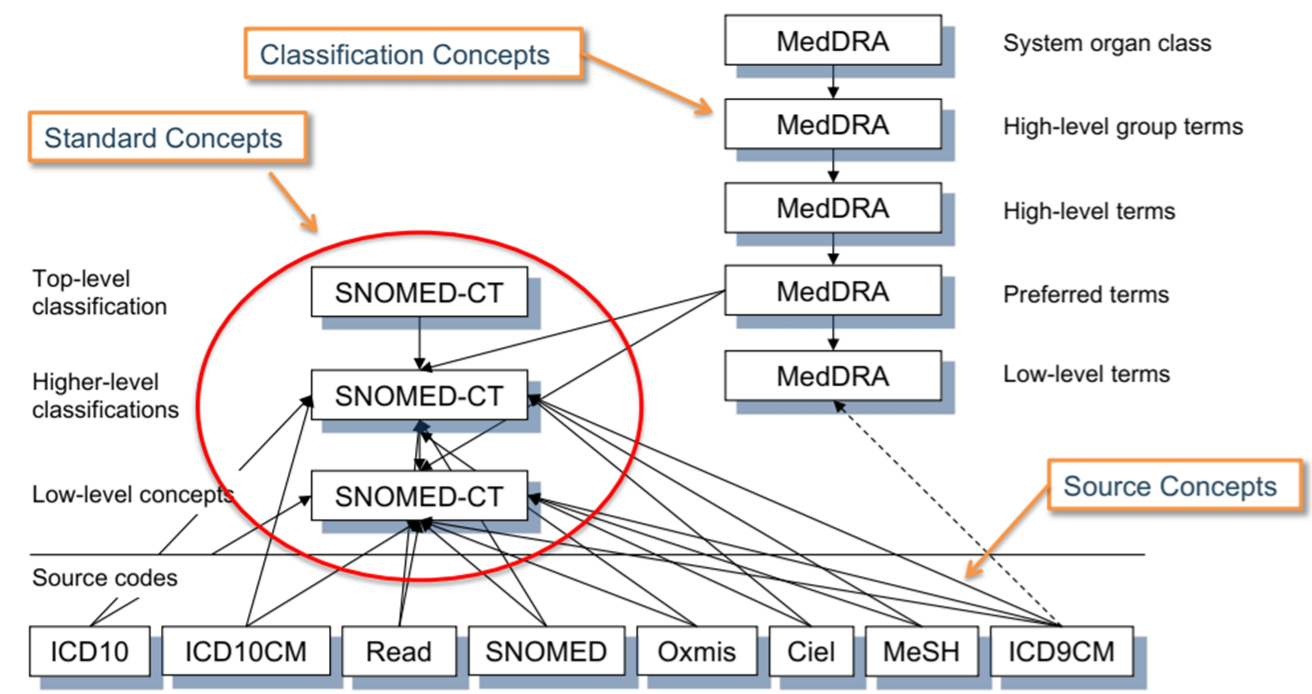 MedDRA
System organ class
Classification Concepts
MedDRA
High-level group terms
Standard Concepts
MedDRA
High-level terms
Top-level
classification
SNOMED-CT
MedDRA
Preferred terms
Higher-level
classifications
SNOMED-CT
MedDRA
Low-level terms
Low-level concepts
SNOMED-CT
Source Concepts
Source codes
ICD10
ICD10CM
Read
SNOMED
Oxmis
Ciel
MeSH
ICD9CM